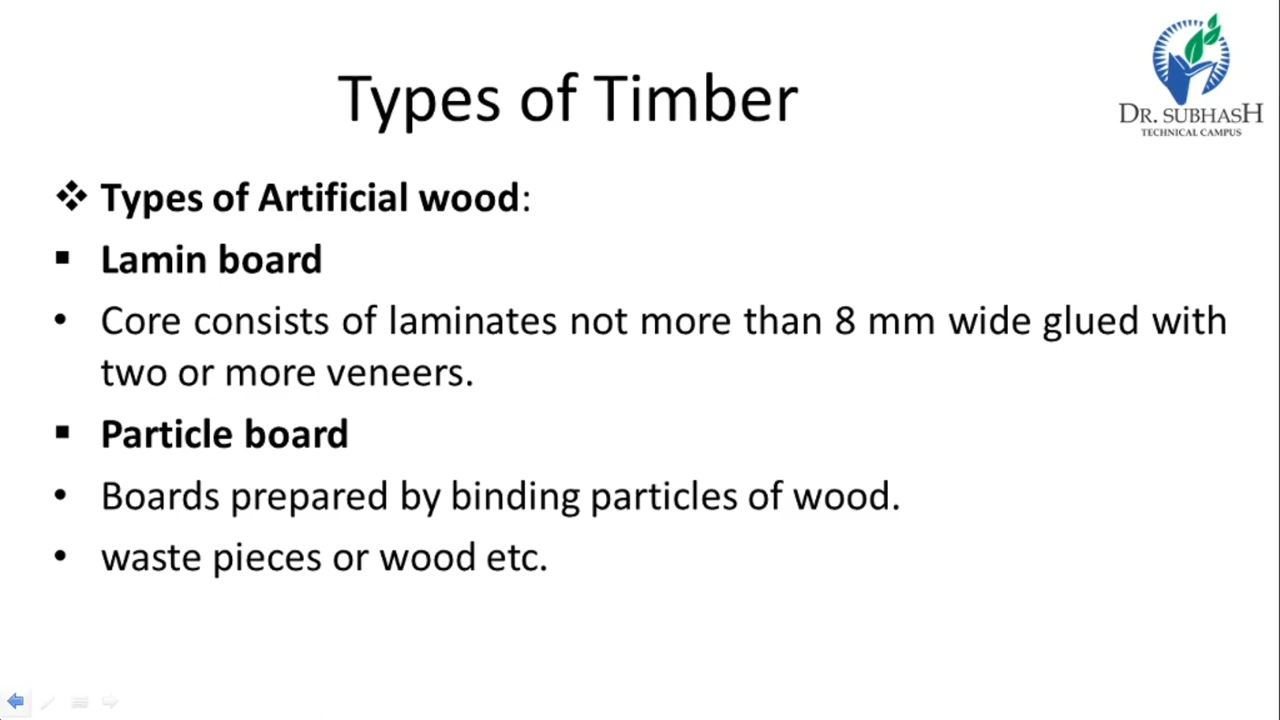 DR. SUBHASH
TECHNICAL CAMPUS
Types of Timber
❖ Types of Artificial wood:
▪ Lamin board
• Core consists of laminates not more than 8 mm wide glued with
two or more veneers.
▪ Particle board
• Boards prepared by binding particles of wood.
• waste pieces or wood etc.